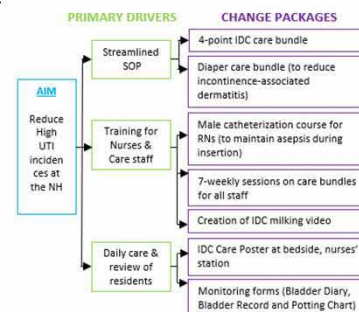 PRIMARY DRIVERS
CHANGE PACKAGES
AIM
Reduce
High
UTI
inciden
ces at
the NH
Streamlined
SOP
Training for
Nurses &
Care staff
Daily care &
review of
residents
4-point IDC care bundle
Diaper care bundle (to reduce
incontinence-associated
dermatitis)
Male catheterization course for
RNs (to maintain asepsis during
insertion)
7-weekly sessions on care bundles
for all staff
Creation of IDC milking video
IDC Care Poster at bedside, nurses'
station
Monitoring forms (Bladder Diary,
Bladder Record and Potting Chart)